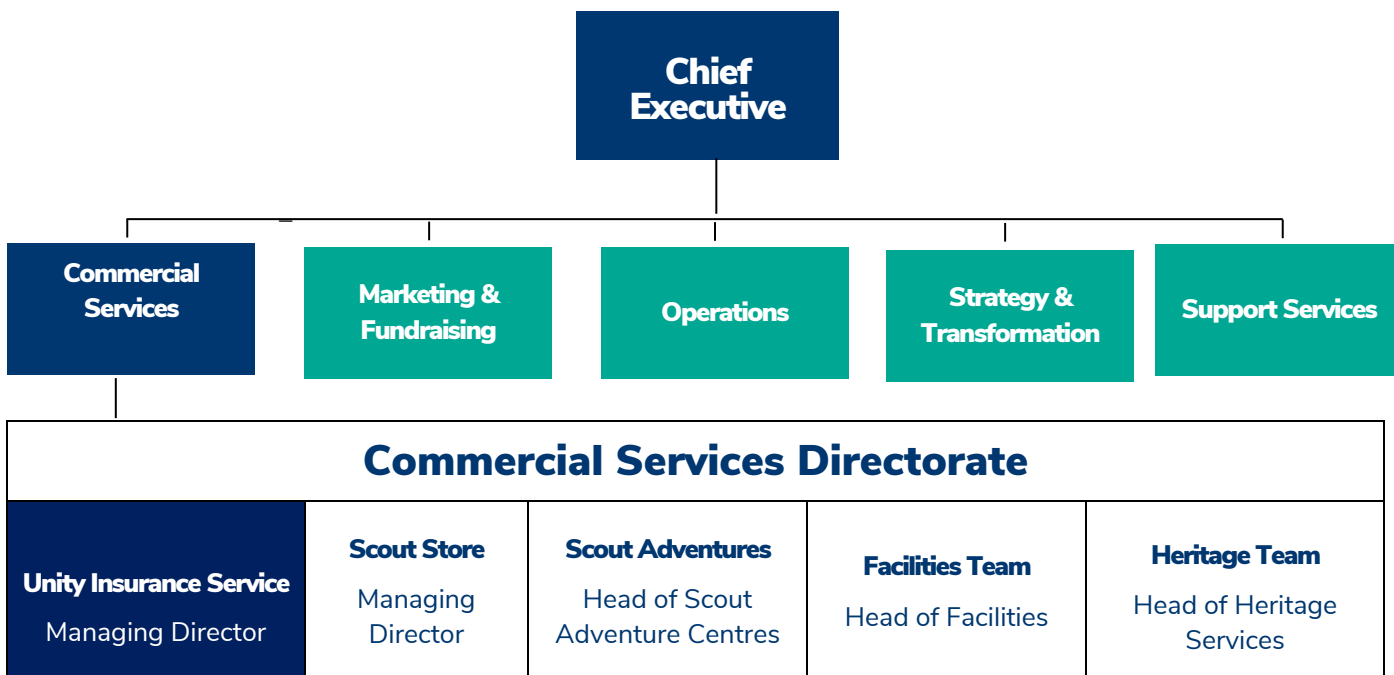 Chief
Executive
Commercial
Services
Marketing &
Fundraising
Operations
Strategy &
Transformation
Support Services
Commercial Services Directorate
Unity Insurance Service
Managing Director
Scout Store
Managing
Director
Scout Adventures
Head of Scout
Adventure Centres
Facilities Team
Head of Facilities
Heritage Team
Head of Heritage
Services